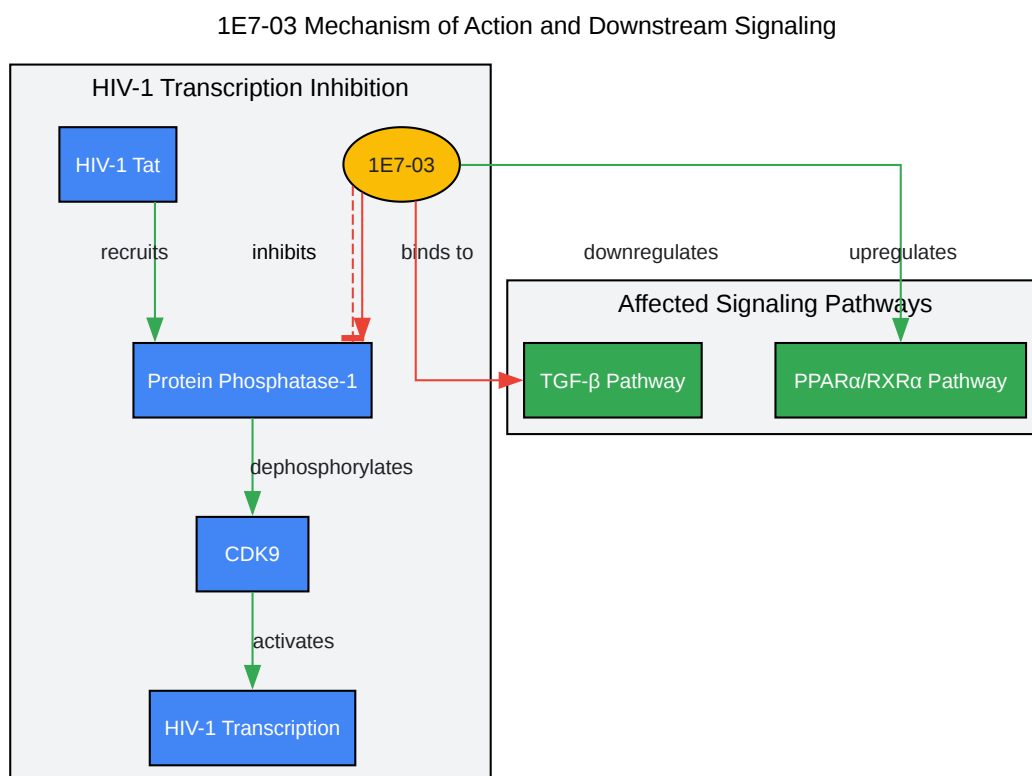 1E7-03 Mechanism of Action and Downstream Signaling
HIV-1 Transcription Inhibition
HIV-1 Tat
1E7-03
recruits
inhibits
binds to
downregulates
upregulates
Affected Signaling Pathways
Protein Phosphatase-1
TGF-β Pathway
PPARα/RXRα Pathway
dephosphorylates
CDK9
activates
HIV-1 Transcription